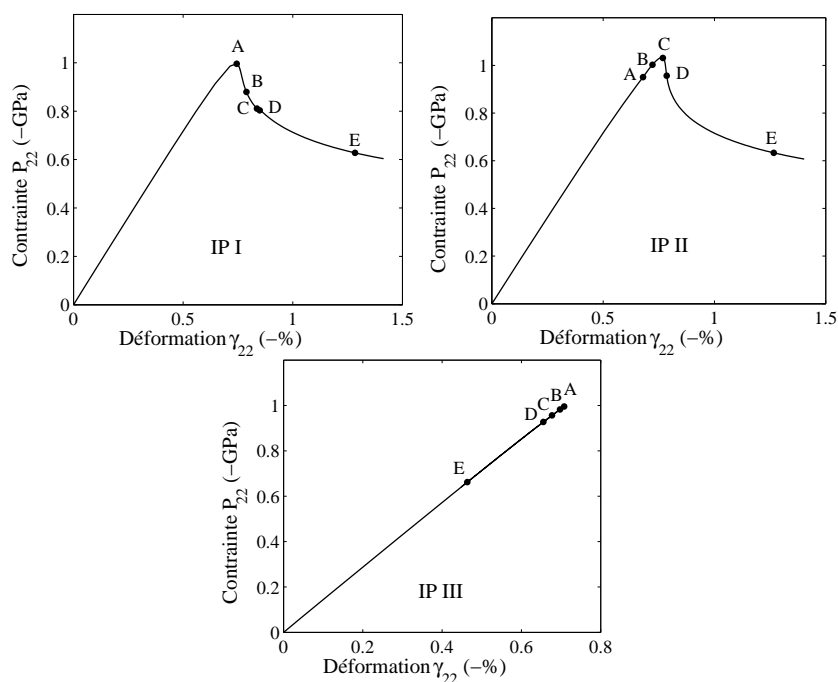 A
B
C
D
E
IP I
0
0.2
0.4
0.6
0.8
1
0
0.5
1
1.5
Contrainte P22 (−GPa)
Déformation γ22 (−%)
C
B
A
D
E
IP II
0
0.2
0.4
0.6
0.8
1
0
0.5
1
1.5
Contrainte P22 (−GPa)
Déformation γ22 (−%)
A
B
C
D
E
IP III
0
0.2
0.4
0.6
0.8
1
0
0.2
0.4
0.6
0.8
Contrainte P22 (−GPa)
Déformation γ22 (−%)